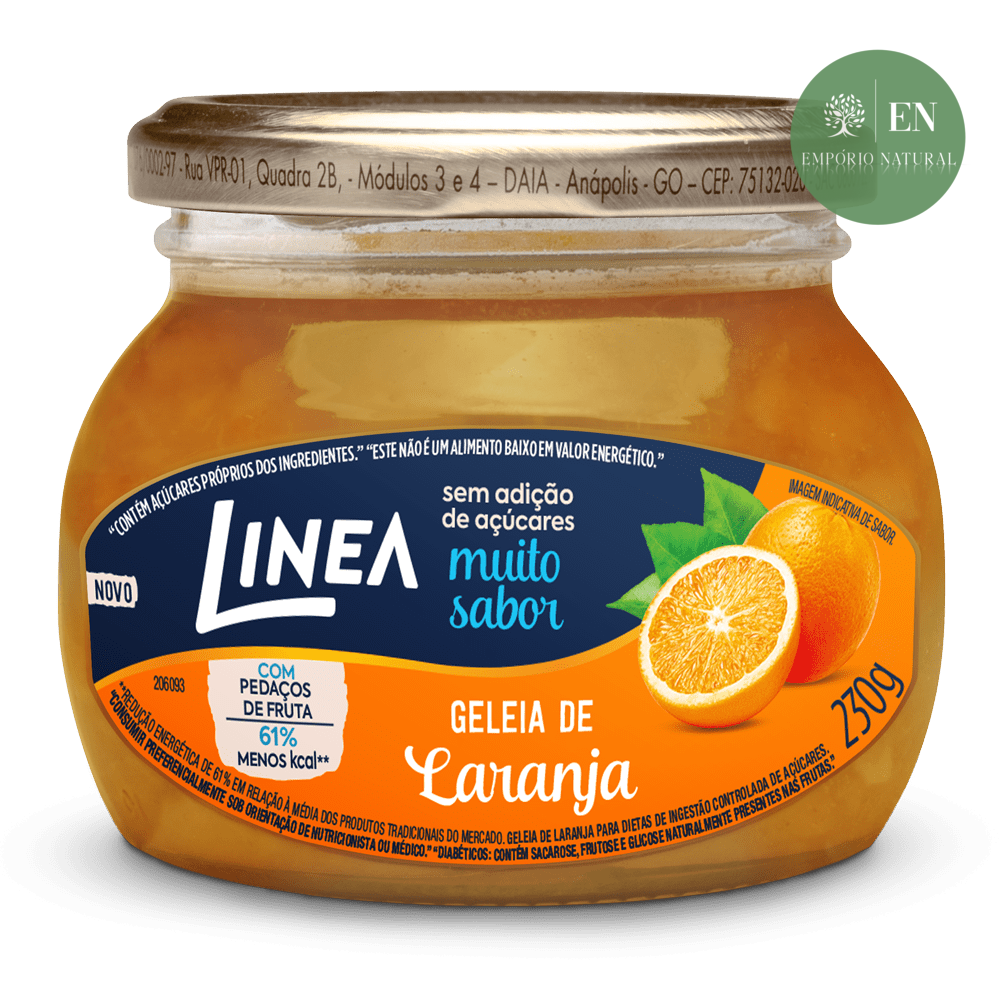 EN
EMPÓRIO NATURAL
0002-97 - Rua VPR-01, Quadra 2B, - Módulos 3 e 4 – DAIA - Anápolis - GO – CEP: 75132-020
"CONTÉM AÇÚCARES PRÓPRIOS DOS INGREDIENTES." "ESTE NÃO É UM ALIMENTO BAIXO EM VALOR ENERGÉTICO."
IMAGEM INDICATIVA DE SABOR.
LINEA
sem adição
de açúcares
muito
sabor
NOVO
206093
COM
PEDAÇOS
DE FRUTA
61%
MENOS kcal**
GELEIA DE
Laranja
230g
**REDUÇÃO ENERGÉTICA DE 61% EM RELAÇÃO À MÉDIA DOS PRODUTOS TRADICIONAIS DO MERCADO. GELEIA DE LARANJA PARA DIETAS DE INGESTÃO CONTROLADA DE AÇÚCARES.
"CONSUMIR PREFERENCIALMENTE SOB ORIENTAÇÃO DE NUTRICIONISTA OU MÉDICO." "DIABÉTICOS: CONTÉM SACAROSE, FRUTOSE E GLICOSE NATURALMENTE PRESENTES NAS FRUTAS."